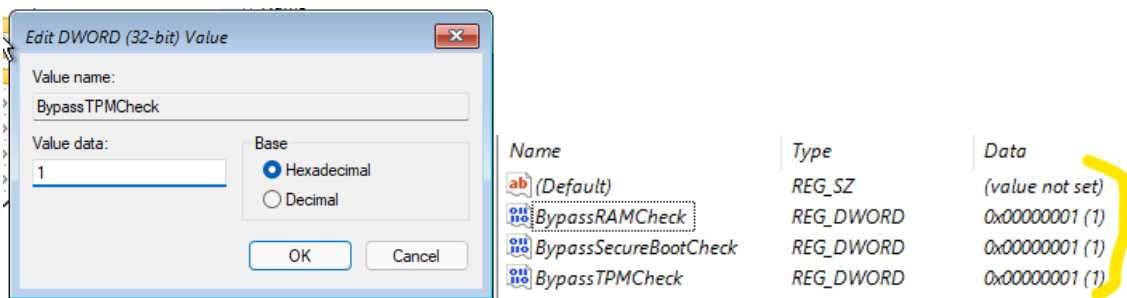 Edit DWORD (32-bit) Value
Value name:
BypassTPMCheck
Value data:
Base
1
Hexadecimal
Decimal
OK
Cancel
Name Type Data
(Default) REG_SZ (value not set)
BypassRAMCheck REG_DWORD 0x00000001 (1)
BypassSecureBootCheck REG_DWORD 0x00000001 (1)
BypassTPMCheck REG_DWORD 0x00000001 (1)